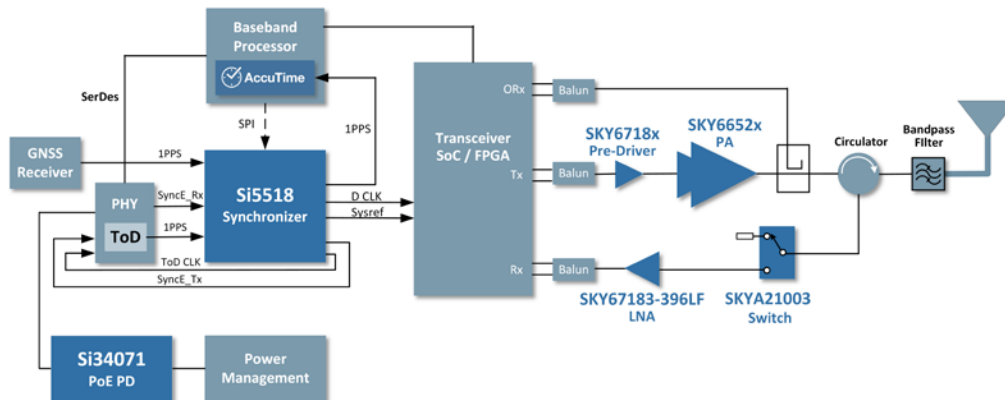 Baseband
Processor
AccuTime
SerDes
SPI
1PPS
GNSS
Receiver
1PPS
PHY
ToD
SyncE_Rx
1PPS
Si5518
Synchronizer
D CLK
Sysref
ToD CLK
SyncE_Tx
Si34071
PoE PD
Power
Management
Transceiver
SoC / FPGA
ORx
Tx
Rx
Balun
Balun
Balun
SKY6718x
Pre-Driver
SKY6652x
PA
Circulator
Bandpass
FIlter
SKY67183-396LF
LNA
SKYA21003
Switch